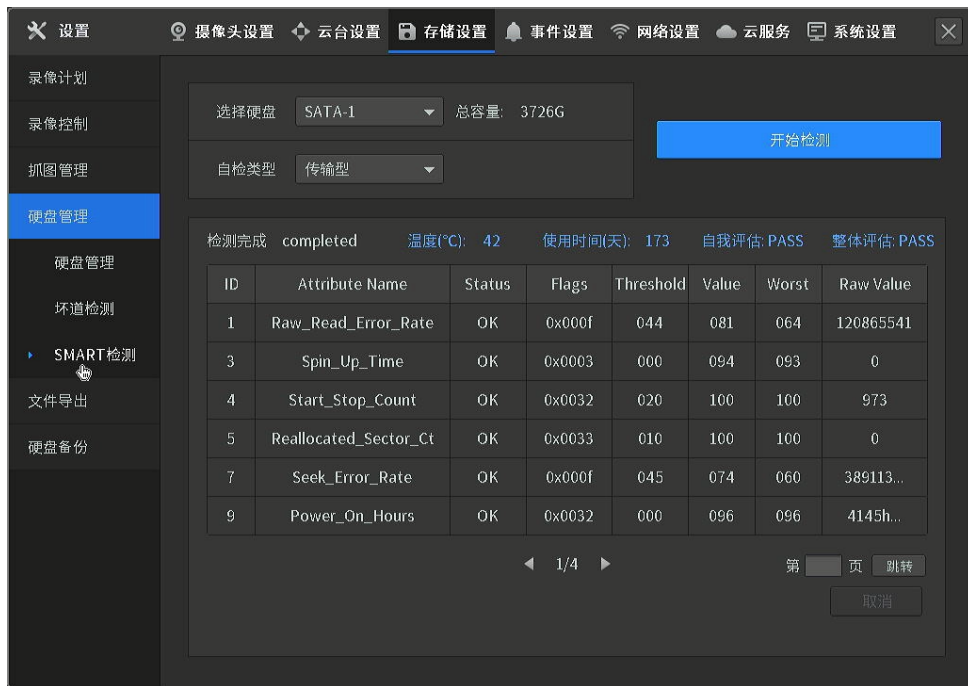 设置 摄像头设置 云台设置 存储设置 事件设置 网络设置 云服务 系统设置
录像计划
录像控制
抓图管理
硬盘管理
硬盘管理
坏道检测
SMART检测
文件导出
硬盘备份
选择硬盘 SATA-1 总容量: 3726G
自检类型 传输型
开始检测
检测完成 completed 温度(℃): 42 使用时间(天): 173 自我评估: PASS 整体评估: PASS
ID Attribute Name Status Flags Threshold Value Worst Raw Value
1 Raw_Read_Error_Rate OK 0x000f 044 081 064 120865541
3 Spin_Up_Time OK 0x0003 000 094 093 0
4 Start_Stop_Count OK 0x0032 020 100 100 973
5 Reallocated_Sector_Ct OK 0x0033 010 100 100 0
7 Seek_Error_Rate OK 0x000f 045 074 060 389113...
9 Power_On_Hours OK 0x0032 000 096 096 4145h...
1/4
第 页 跳转
取消